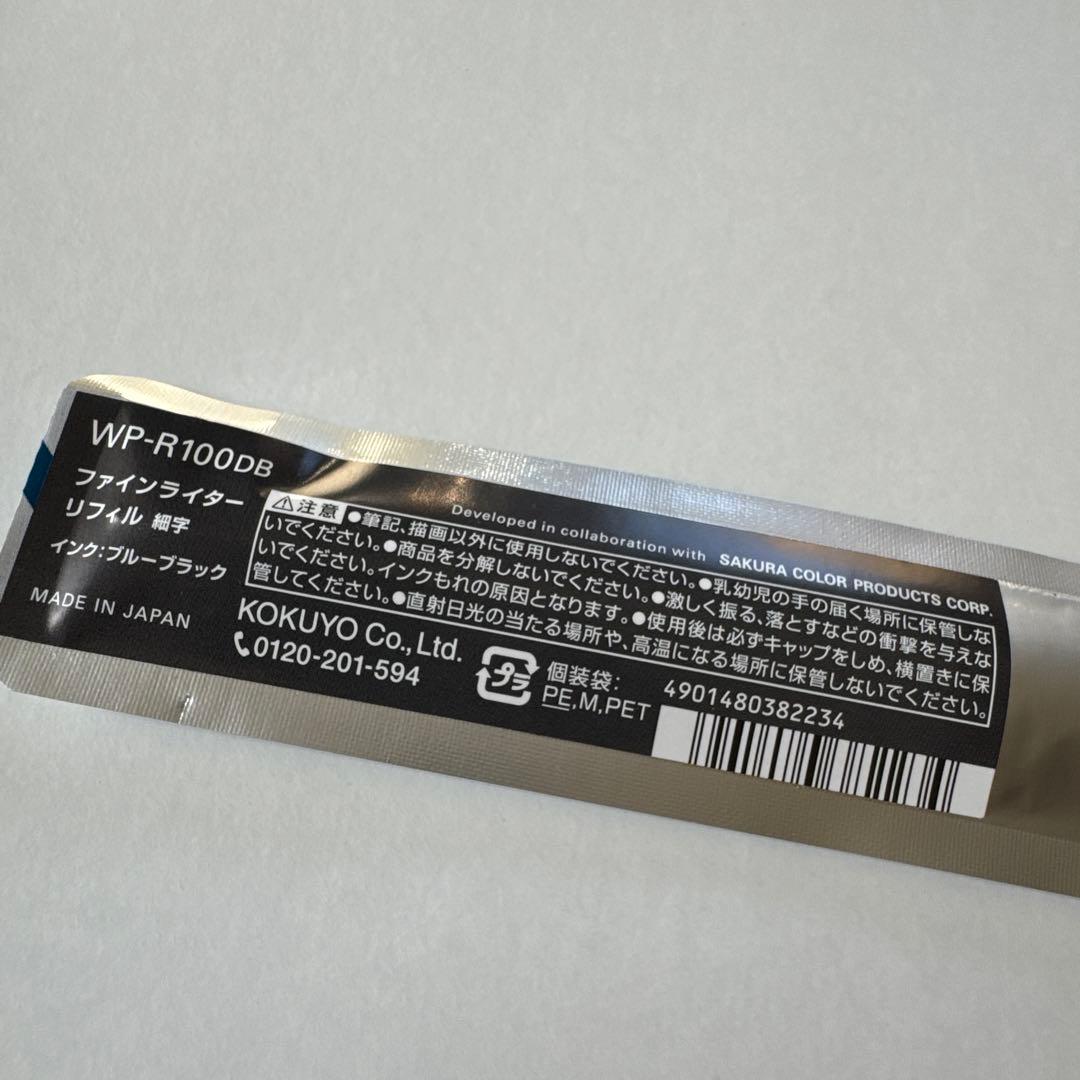 WP-R100DB
ファインライター
リフィル 細字
インク:ブルーブラック
MADE IN JAPAN
Developed in collaboration with SAKURA COLOR PRODUCTS CORP.
⚠注意 ●筆記、描画以外に使用しないでください。●乳幼児の手の届く場所に保管しな
いでください。●商品を分解しないでください。●激しく振る、落とすなどの衝撃を与えな
いでください。インクもれの原因となります。●使用後は必ずキャップをしめ、横置きに保
管してください。●直射日光の当たる場所や、高温になる場所に保管しないでください。
KOKUYO Co., Ltd.
0120-201-594
プラ
個装袋:
PE,M,PET
4901480382234